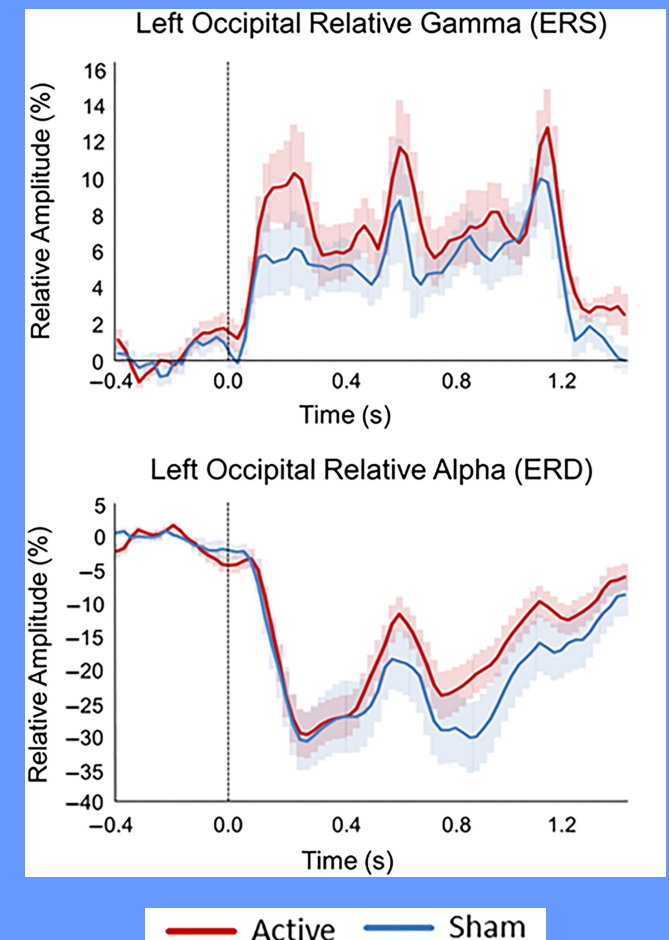 Left Occipital Relative Gamma (ERS)
Relative Amplitude (%)
16
14
12
10
8
6
4
2
0
−0.4 0.0 0.4 0.8 1.2
Time (s)
Left Occipital Relative Alpha (ERD)
Relative Amplitude (%)
5
0
−5
−10
−15
−20
−25
−30
−35
−40
−0.4 0.0 0.4 0.8 1.2
Time (s)
Active Sham